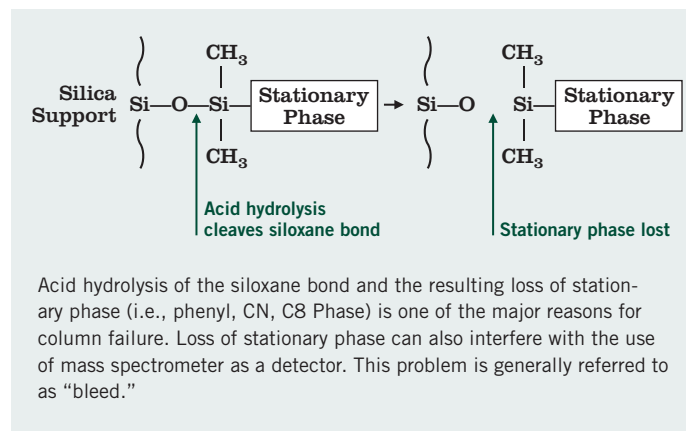 CH3 CH3
Silica Support Si—O—Si— Stationary Phase Si—O Si— Stationary Phase
CH3 CH3
Acid hydrolysis
cleaves siloxane bond
Stationary phase lost
Acid hydrolysis of the siloxane bond and the resulting loss of station-
ary phase (i.e., phenyl, CN, C8 Phase) is one of the major reasons for
column failure. Loss of stationary phase can also interfere with the use
of mass spectrometer as a detector. This problem is generally referred to
as “bleed.”